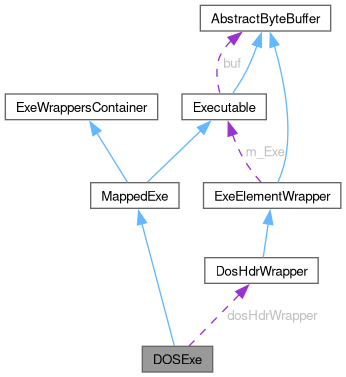 AbstractByteBuffer
buf
ExeWrappersContainer
Executable
m_Exe
MappedExe
ExeElementWrapper
DosHdrWrapper
dosHdrWrapper
DOSExe